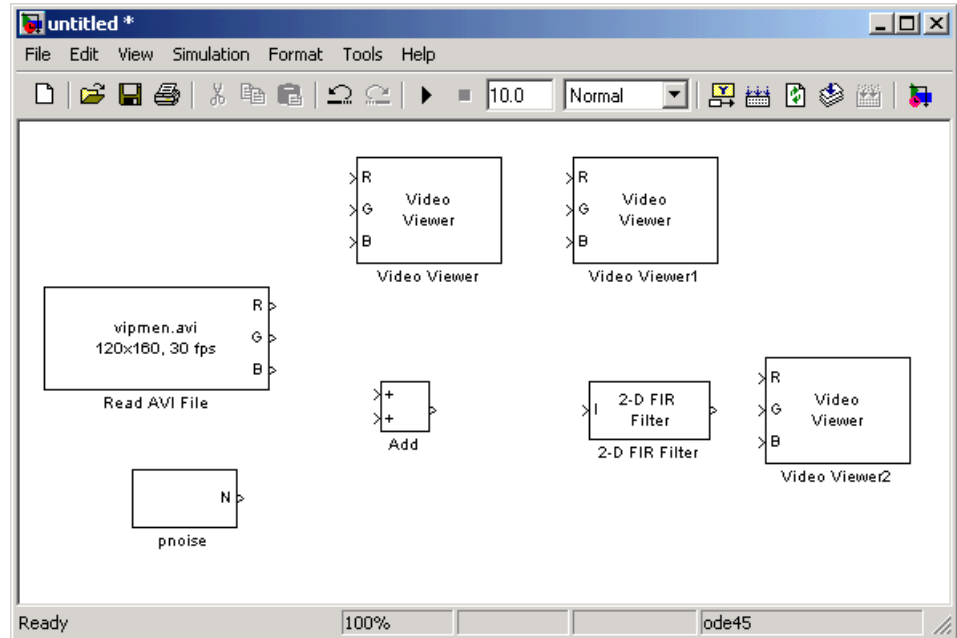 untitled *
File Edit View Simulation Format Tools Help
10.0 Normal
R
G
B
Video
Viewer
Video Viewer
R
G
B
Video
Viewer
Video Viewer1
vipmen.avi
120x160, 30 fps
R
G
B
Read AVI File
+
+
Add
I
2-D FIR
Filter
2-D FIR Filter
R
G
B
Video
Viewer
Video Viewer2
N
pnoise
Ready 100% ode45